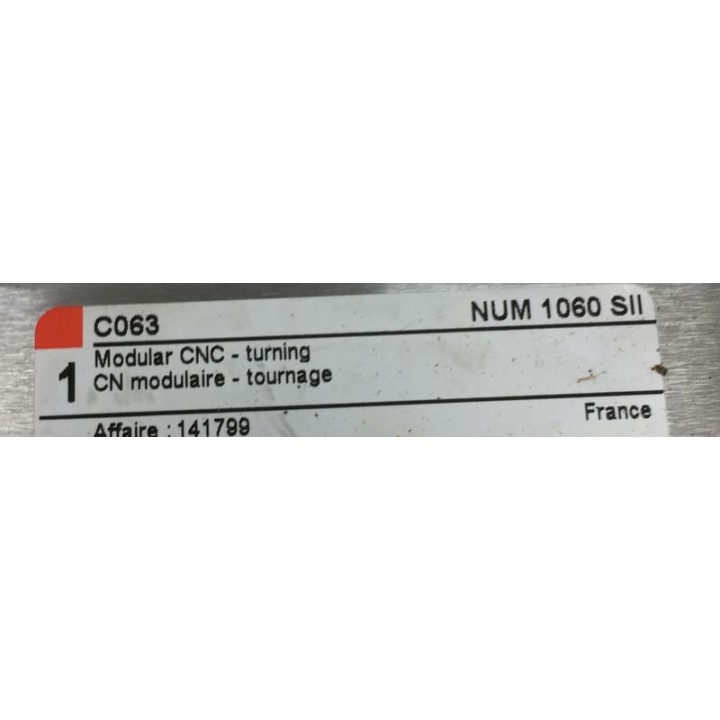 C063 NUM 1060 SII
1 Modular CNC - turning
CN modulaire - tournage
France
Affaire : 141799